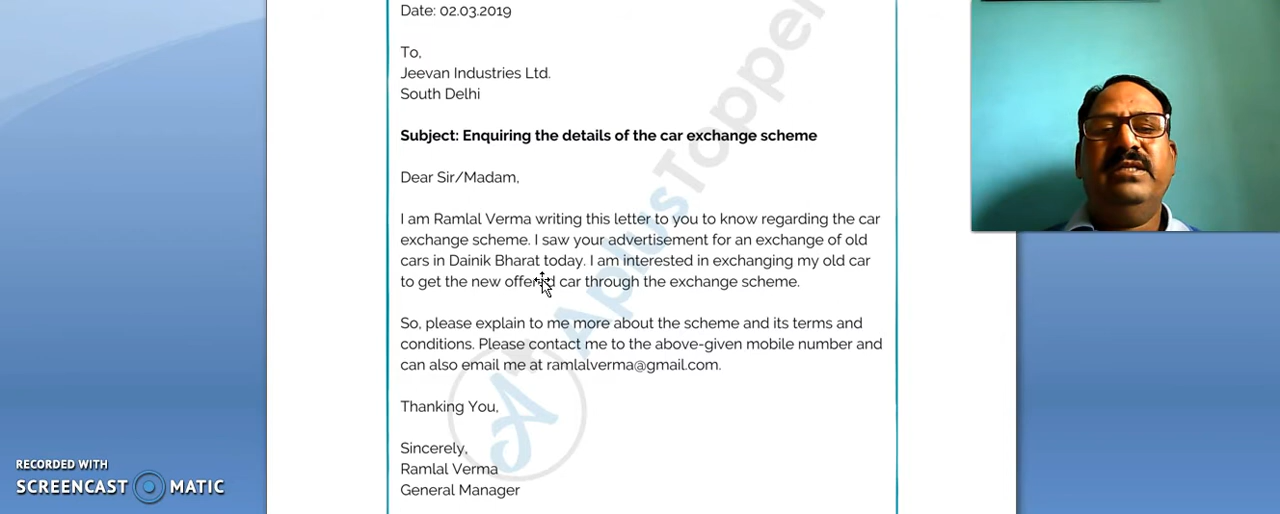 Date: 02.03.2019
To,
Jeevan Industries Ltd.
South Delhi
Subject: Enquiring the details of the car exchange scheme
Dear Sir/Madam,
I am Ramlal Verma writing this letter to you to know regarding the car
exchange scheme. I saw your advertisement for an exchange of old
cars in Dainik Bharat today. I am interested in exchanging my old car
to get the new offered car through the exchange scheme.
So, please explain to me more about the scheme and its terms and
conditions. Please contact me to the above-given mobile number and
can also email me at ramlalverma@gmail.com.
Thanking You,
Sincerely,
Ramlal Verma
General Manager
AplusTopper
RECORDED WITH
SCREENCAST MATIC